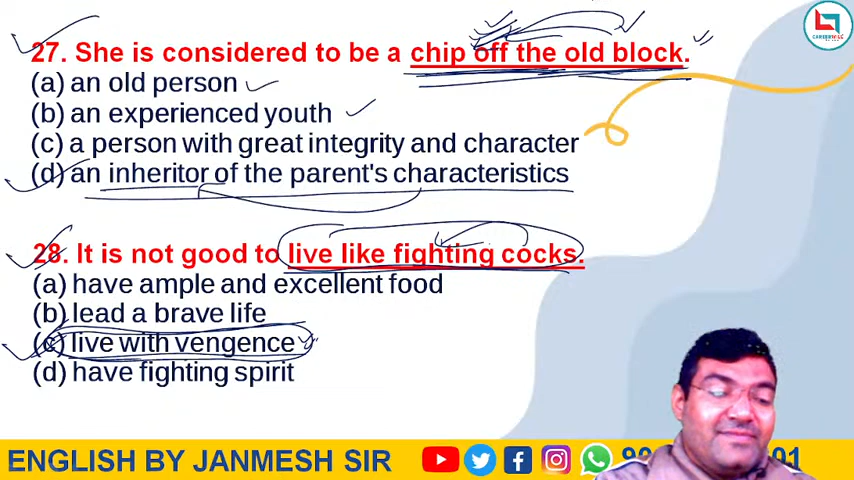 27. She is considered to be a chip off the old block.
(a) an old person
(b) an experienced youth
(c) a person with great integrity and character
(d) an inheritor of the parent's characteristics
28. It is not good to live like fighting cocks.
(a) have ample and excellent food
(b) lead a brave life
(c) live with vengence
(d) have fighting spirit
ENGLISH BY JANMESH SIR